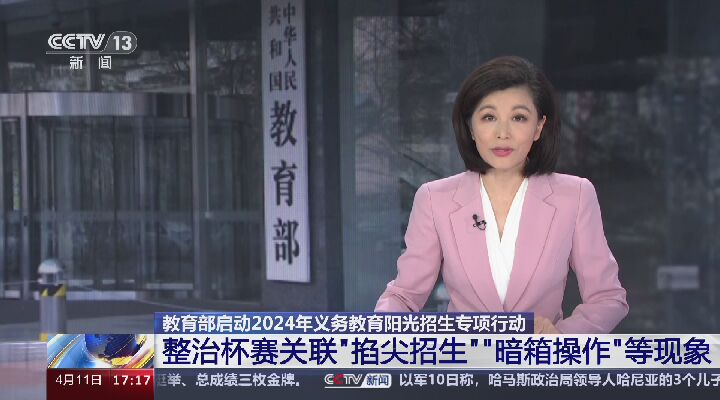 CCTV 13
新闻
中华人民
共和国
教育部
教育部启动2024年义务教育阳光招生专项行动
整治杯赛关联"掐尖招生""暗箱操作"等现象
4月11日 17:17 挺举、总成绩三枚金牌。 CCTV新闻 以军10日称，哈马斯政治局领导人哈尼亚的3个儿子